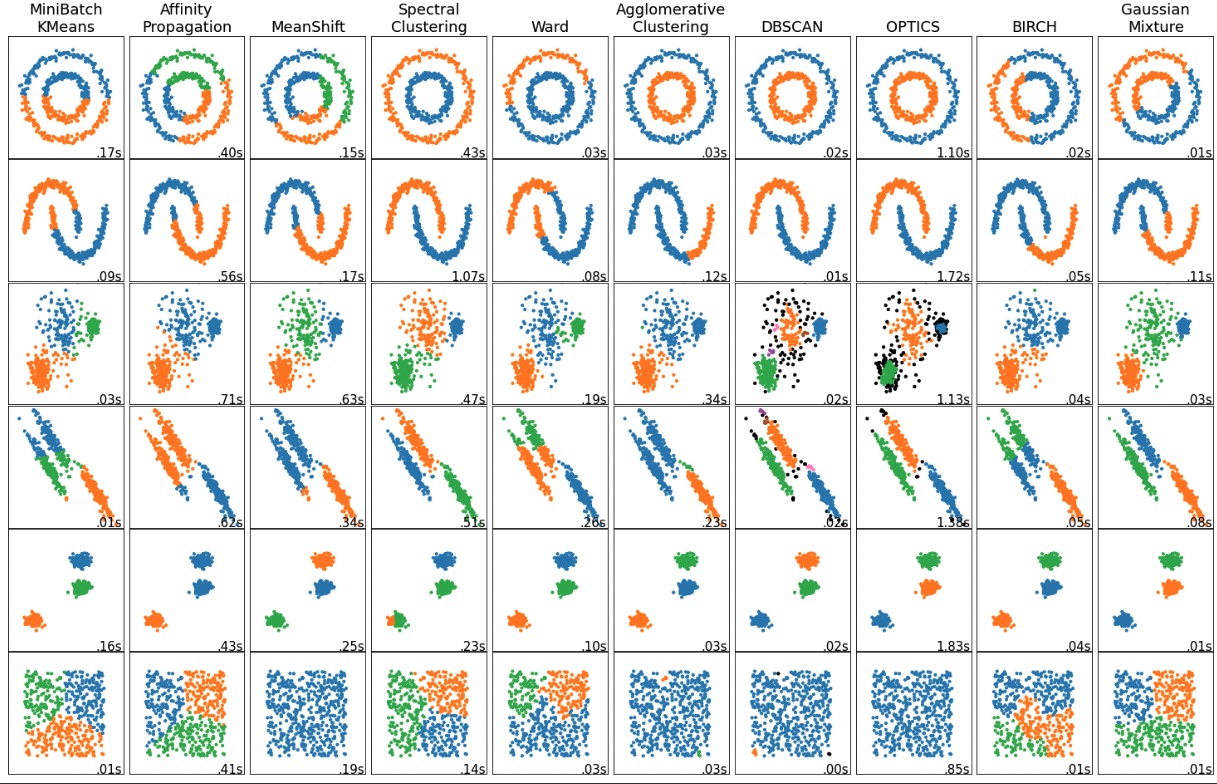 MiniBatch
KMeans
Affinity
Propagation
MeanShift
Spectral
Clustering
Ward
Agglomerative
Clustering
DBSCAN
OPTICS
BIRCH
Gaussian
Mixture
.17s
.40s
.15s
.43s
.03s
.03s
.02s
1.10s
.02s
.01s
.09s
.56s
.17s
1.07s
.08s
.12s
.01s
1.72s
.05s
.11s
.03s
.71s
.63s
.47s
.19s
.34s
.02s
1.13s
.04s
.03s
.01s
.62s
.34s
.51s
.26s
.23s
.02s
1.38s
.05s
.08s
.16s
.43s
.25s
.23s
.10s
.03s
.02s
1.83s
.04s
.01s
.01s
.41s
.19s
.14s
.03s
.03s
.00s
.85s
.01s
.01s